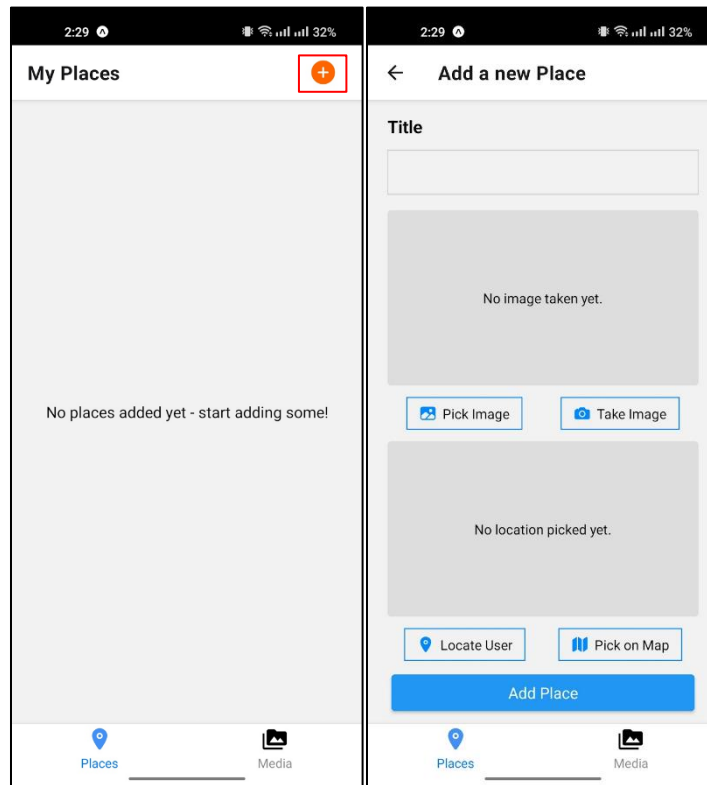 2:29
32%
My Places
No places added yet - start adding some!
Places
Media
2:29
32%
Add a new Place
Title
No image taken yet.
Pick Image
Take Image
No location picked yet.
Locate User
Pick on Map
Add Place
Places
Media